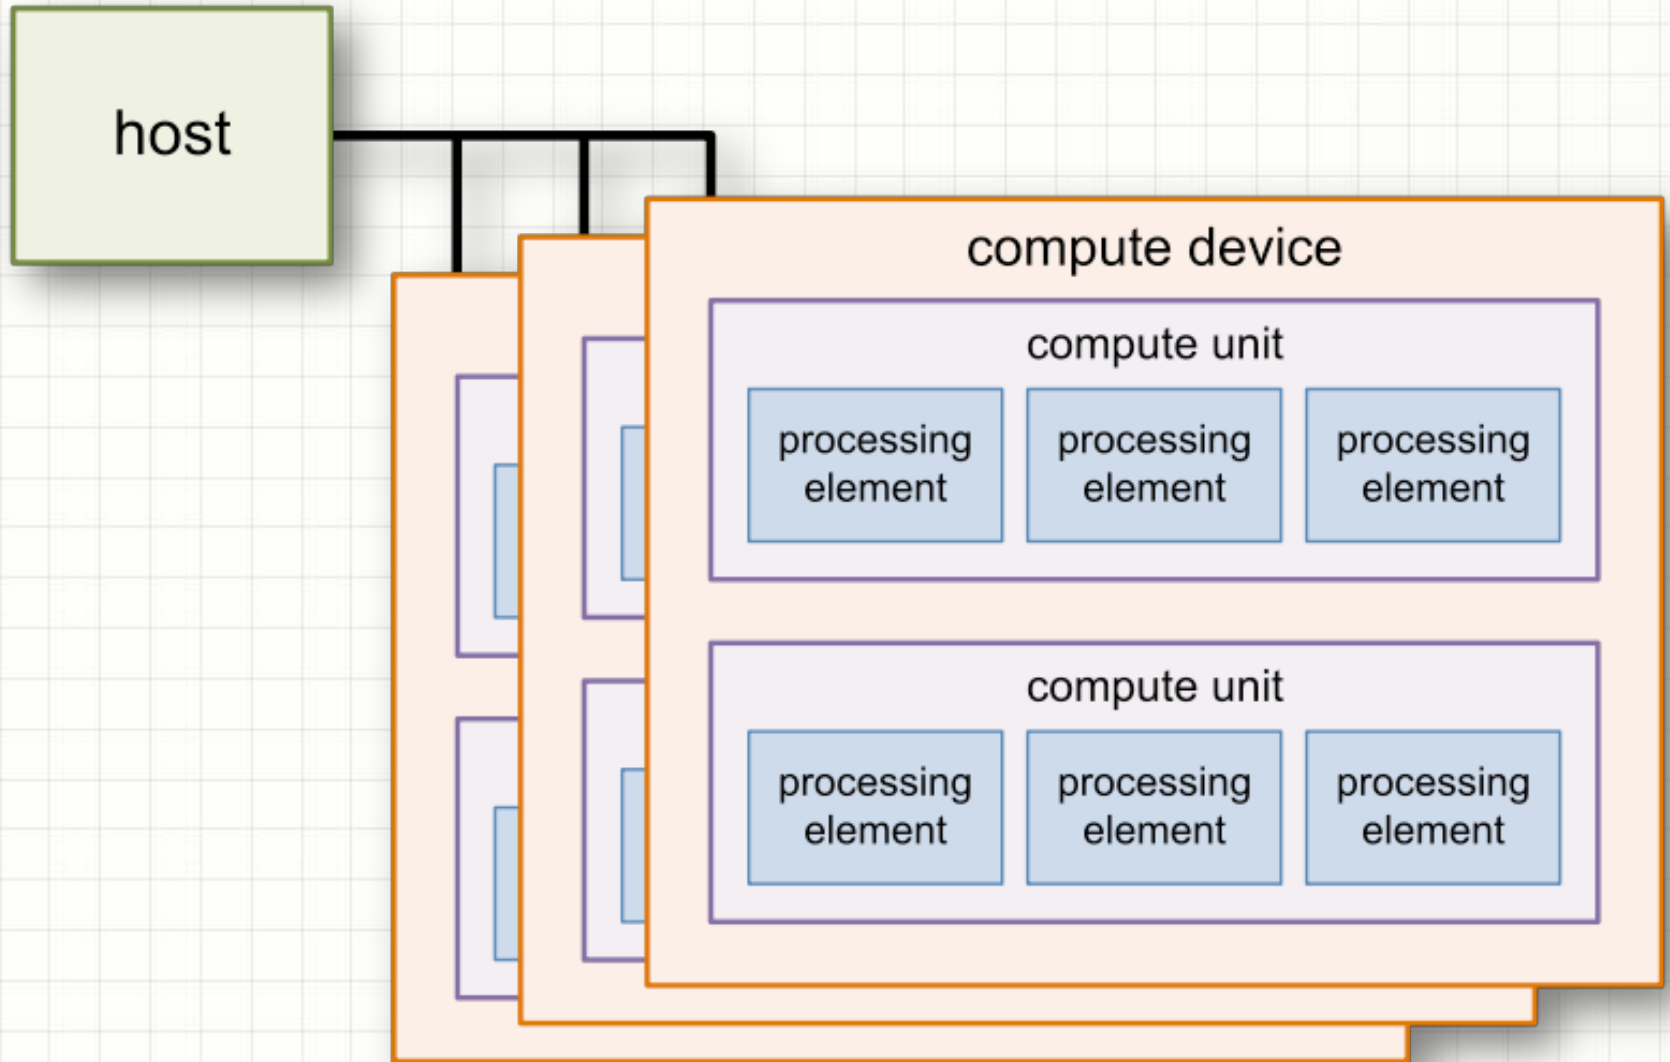 host
compute device
compute unit
processing element
processing element
processing element
compute unit
processing element
processing element
processing element